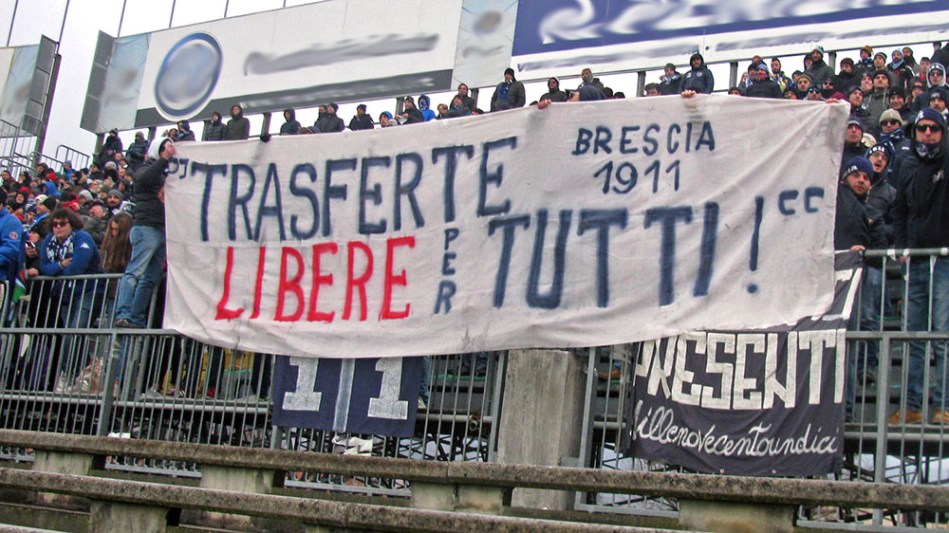 "TRASFERTE
LIBERE
PER
TUTTI!"
BRESCIA
1911
11
PRESENTI
millenovecentoundici